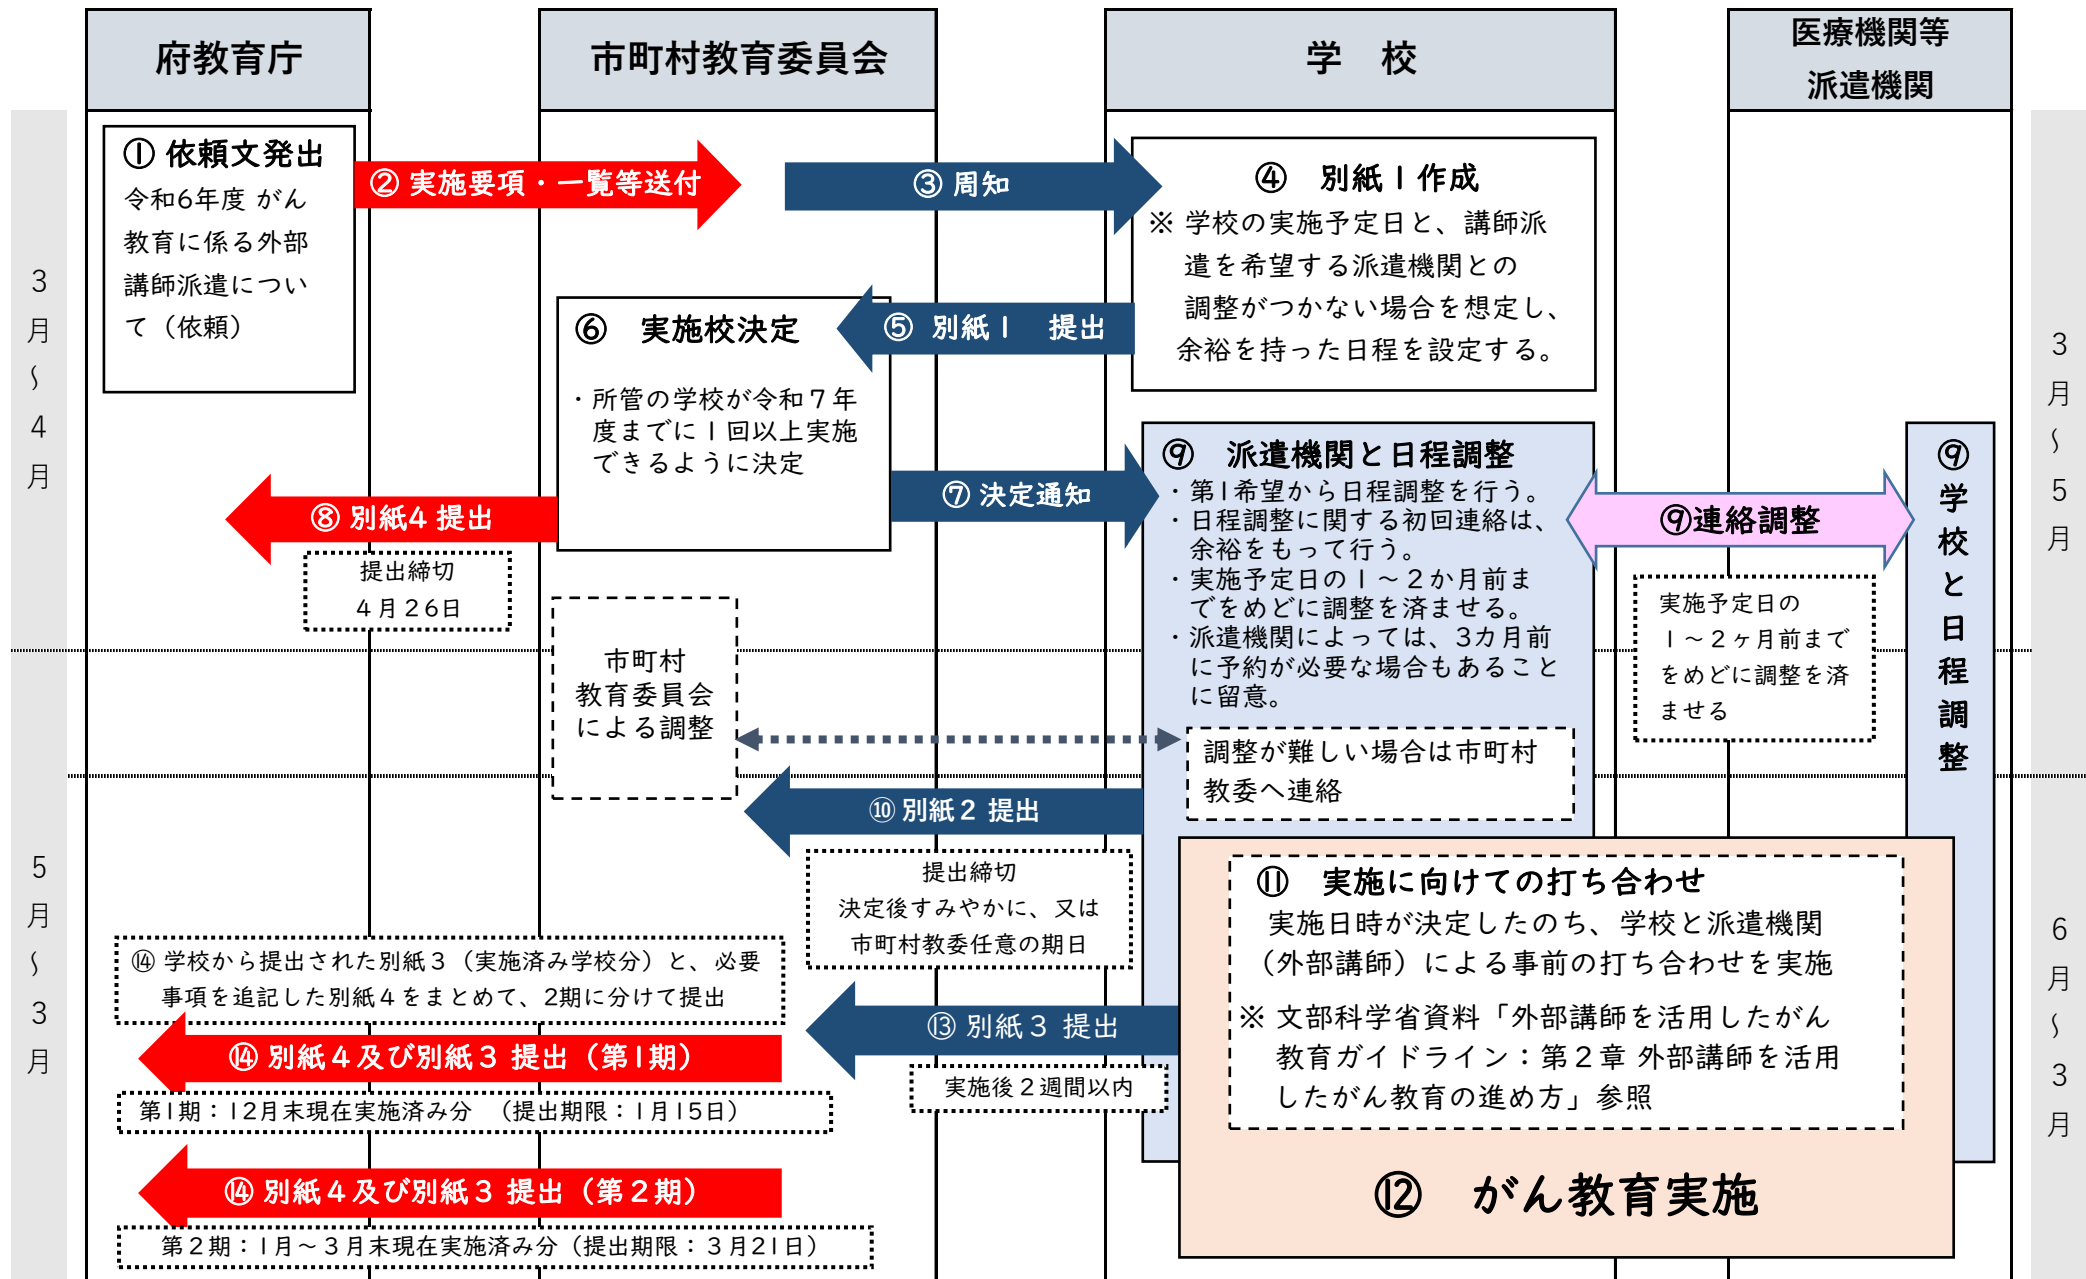 府教育庁
市町村教育委員会
学　校
医療機関等
派遣機関
3
月
〜
4
月
5
月
〜
3
月
① 依頼文発出
令和6年度 がん
教育に係る外部
講師派遣につい
て（依頼）
② 実施要項・一覧等送付
③ 周知
④　別紙１作成
※ 学校の実施予定日と、講師派
遣を希望する派遣機関との
調整がつかない場合を想定し、
余裕を持った日程を設定する。
⑤ 別紙１　提出
⑥　実施校決定
・所管の学校が令和７年
度までに１回以上実施
できるように決定
⑦ 決定通知
⑧ 別紙4 提出
提出締切
４月２6日
⑨　派遣機関と日程調整
・第1希望から日程調整を行う。
・日程調整に関する初回連絡は、
余裕をもって行う。
・実施予定日の１～２か月前ま
でをめどに調整を済ませる。
・派遣機関によっては、3カ月前
に予約が必要な場合もあること
に留意。
調整が難しい場合は市町村
教委へ連絡
⑨連絡調整
実施予定日の
１～２ヶ月前まで
をめどに調整を済
ませる
⑨
学
校
と
日
程
調
整
市町村
教育委員会
による調整
⑩ 別紙２ 提出
提出締切
決定後すみやかに、又は
市町村教委任意の期日
⑪　実施に向けての打ち合わせ
実施日時が決定したのち、学校と派遣機関
（外部講師）による事前の打ち合わせを実施
※ 文部科学省資料「外部講師を活用したがん
教育ガイドライン：第２章 外部講師を活用
したがん教育の進め方」参照
⑫　がん教育実施
⑬ 別紙３ 提出
実施後２週間以内
⑭ 学校から提出された別紙３（実施済み学校分）と、必要
事項を追記した別紙４をまとめて、2期に分けて提出
⑭ 別紙４及び別紙３ 提出（第1期）
第1期：12月末現在実施済み分　（提出期限：1月15日）
⑭ 別紙４及び別紙３ 提出（第２期）
第２期：1月～３月末現在実施済み分（提出期限：３月21日）
3
月
〜
5
月
6
月
〜
3
月